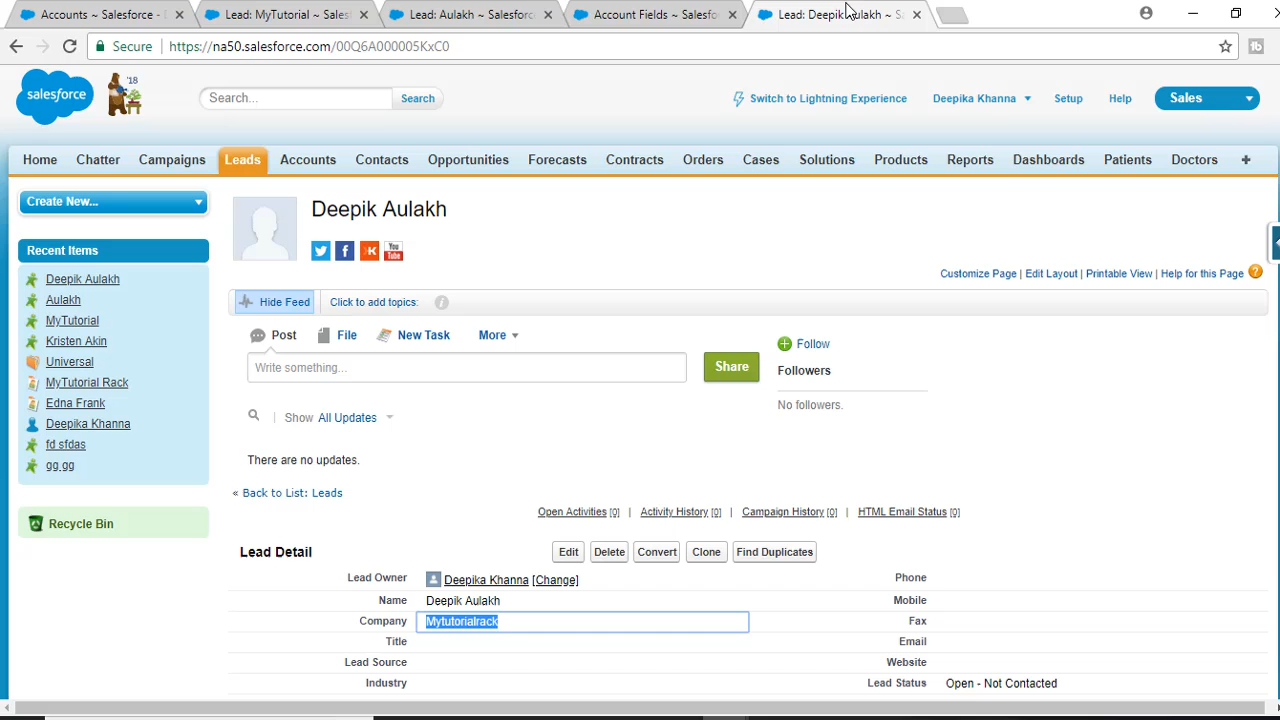 Accounts ~ Salesforce -
Lead: MyTutorial ~ Sales
Lead: Aulakh ~ Salesforc
Account Fields ~ Salesfo
Lead: Deepik Aulakh ~ Sa
Secure https://na50.salesforce.com/00Q6A000005KxC0
salesforce
'18
Search...
Search
Switch to Lightning Experience
Deepika Khanna
Setup
Help
Sales
Home
Chatter
Campaigns
Leads
Accounts
Contacts
Opportunities
Forecasts
Contracts
Orders
Cases
Solutions
Products
Reports
Dashboards
Patients
Doctors
Create New...
Recent Items
Deepik Aulakh
Aulakh
MyTutorial
Kristen Akin
Universal
MyTutorial Rack
Edna Frank
Deepika Khanna
fd sfdas
gg gg
Recycle Bin
Deepik Aulakh
K
You Tube
Customize Page | Edit Layout | Printable View | Help for this Page ?
Hide Feed
Click to add topics:
Post
File
New Task
More
Write something...
Share
Follow
Followers
No followers.
Show All Updates
There are no updates.
« Back to List: Leads
Open Activities [0] | Activity History [0] | Campaign History [0] | HTML Email Status [0]
Lead Detail
Edit
Delete
Convert
Clone
Find Duplicates
Lead Owner Deepika Khanna [Change] Phone
Name Deepik Aulakh Mobile
Company Mytutorialrack Fax
Title Email
Lead Source Website
Industry Lead Status Open - Not Contacted